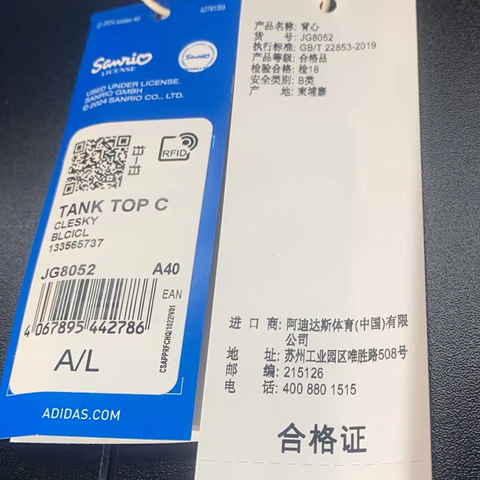 © 2024 adidas AG
62781356
Sanrio
LICENSE
USED UNDER LICENSE.
SANRIO GMBH
© 2024 SANRIO CO., LTD.
RFID
TANK TOP C
CLESKY
BLCICL
133565737
JG8052
A40
EAN
4 067895 442786
A/L
ADIDAS.COM
产品名称: 背心
货 号: JG8052
执行标准: GB/T 22853-2019
产品等级: 合格品
检验合格: 检18
安全类别: B类
产 地: 柬埔寨
进 口 商: 阿迪达斯体育(中国)有限
公司
地 址: 苏州工业园区唯胜路508号
邮 编: 215126
电 话: 400 880 1515
合格证